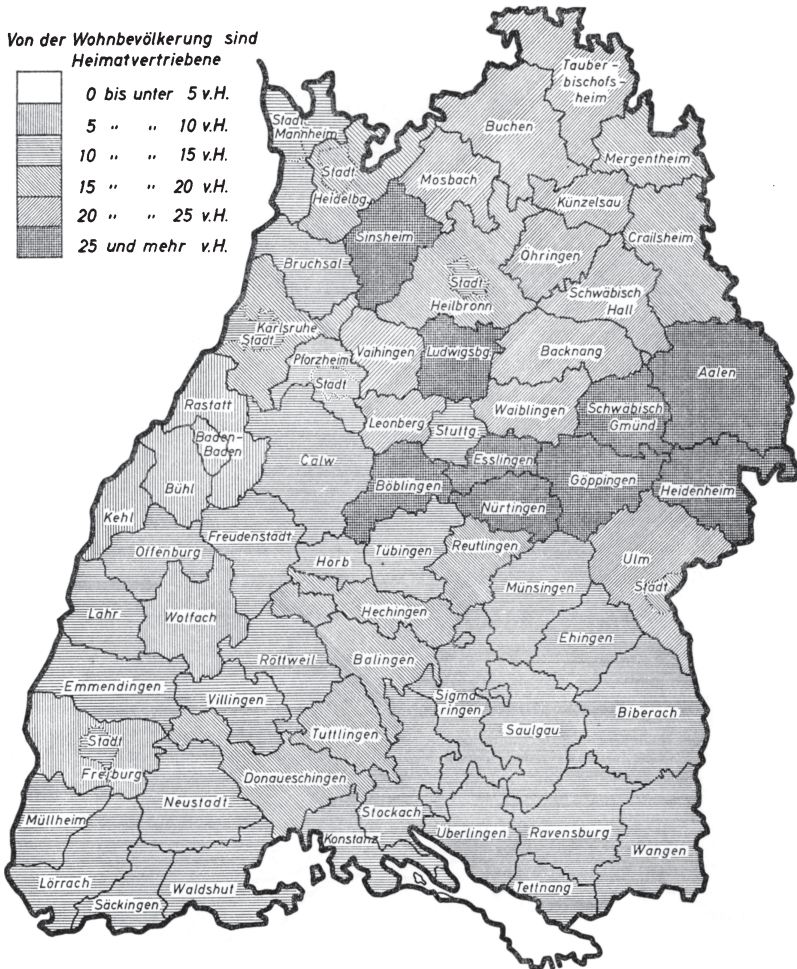 Von der Wohnbevölkerung sind
Heimatvertriebene
0 bis unter 5 v.H.
5 " " 10 v.H.
10 " " 15 v.H.
15 " " 20 v.H.
20 " " 25 v.H.
25 und mehr v.H.
Tauber-
bischofs-
heim
Stadt
Mannheim
Buchen
Mergentheim
Stadt
Heidelbg.
Mosbach
Künzelsau
Sinsheim
Crailsheim
Bruchsal
Öhringen
Stadt
Heilbronn
Schwäbisch
Hall
Karlsruhe
Stadt
Pforzheim
Stadt
Vaihingen
Ludwigsbg.
Backnang
Aalen
Rastatt
Leonberg
Stuttg.
Waiblingen
Schwäbisch
Gmünd
Baden-
Baden
Calw
Esslingen
Bühl
Böblingen
Göppingen
Heidenheim
Kehl
Nürtingen
Offenburg
Freudenstadt
Horb
Tübingen
Reutlingen
Ulm
Stadt
Münsingen
Lahr
Wolfach
Hechingen
Ehingen
Rottweil
Balingen
Emmendingen
Villingen
Sigma
ringen
Biberach
Tuttlingen
Saulgau
Stadt
Freiburg
Donaueschingen
Neustadt
Stockach
Müllheim
Konstanz
Überlingen
Ravensburg
Wangen
Lörrach
Säckingen
Waldshut
Tettnang